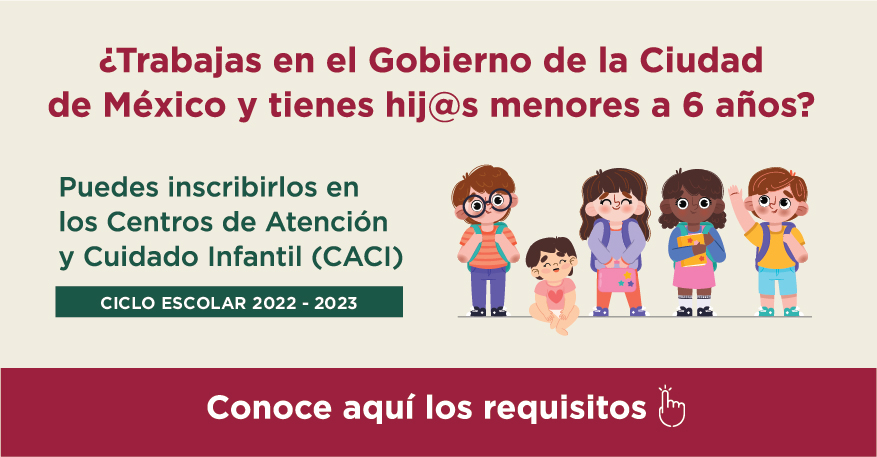 ¿Trabajas en el Gobierno de la Ciudad
de México y tienes hij@s menores a 6 años?
Puedes inscribirlos en
los Centros de Atención
y Cuidado Infantil (CACI)
CICLO ESCOLAR 2022 - 2023
Conoce aquí los requisitos